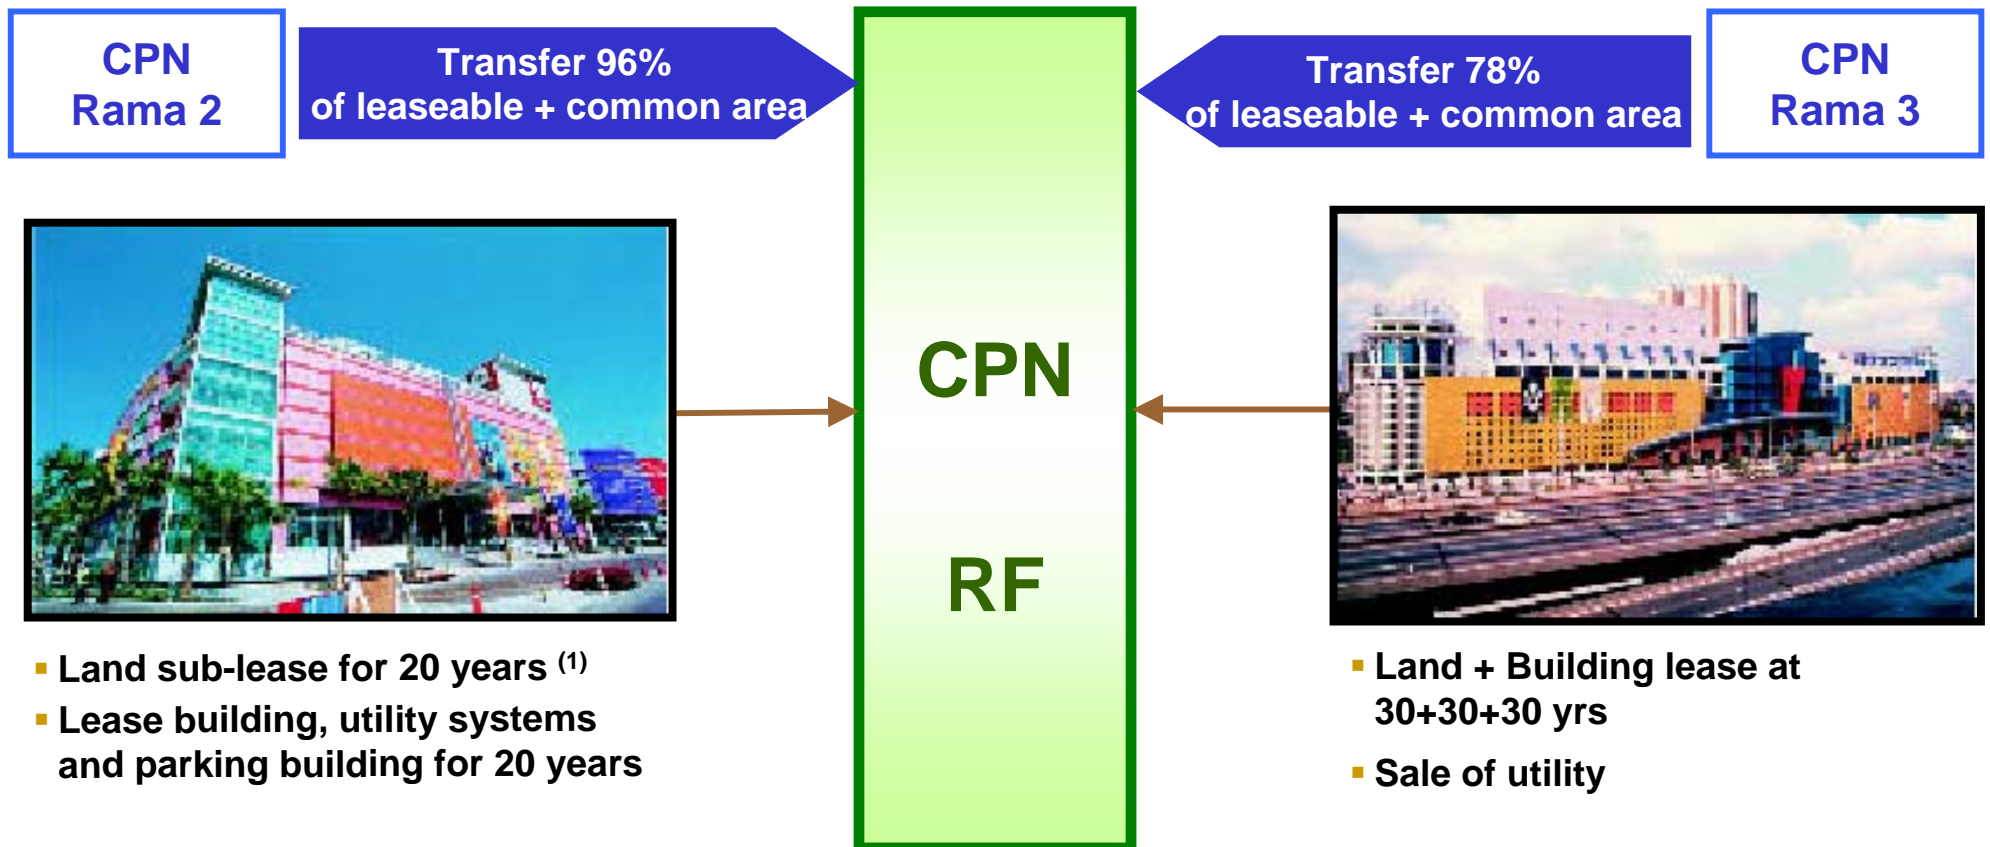 CPN
Rama 2
Transfer 96%
of leaseable + common area
CPN
RF
Transfer 78%
of leaseable + common area
CPN
Rama 3
▪ Land sub-lease for 20 years (1)
▪ Lease building, utility systems
and parking building for 20 years
▪ Land + Building lease at
30+30+30 yrs
▪ Sale of utility